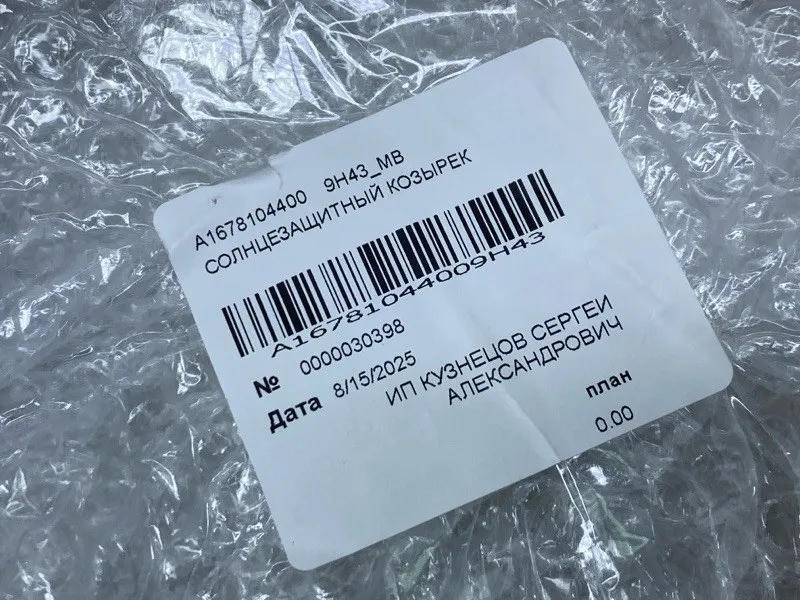 A1678104400 9H43_MB
СОЛНЦЕЗАЩИТНЫЙ КОЗЫРЕК
A16781044009H43
№ 0000030398
Дата 8/15/2025
ИП КУЗНЕЦОВ СЕРГЕИ
АЛЕКСАНДРОВИЧ
план
0.00